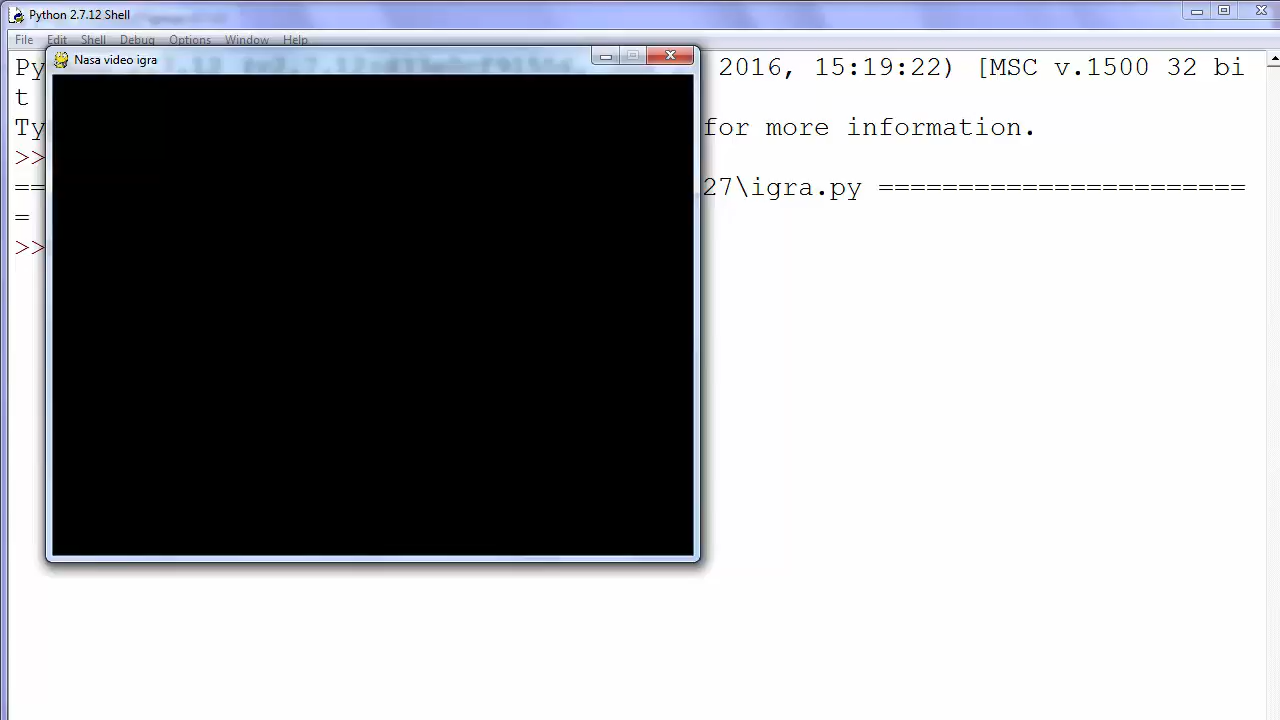 Python 2.7.12 Shell
File Edit Shell Debug Options Window Help
Nasa video igra
Py 2016, 15:19:22) [MSC v.1500 32 bi
t
Ty for more information.
>>
== 27\igra.py =======================
=
>>